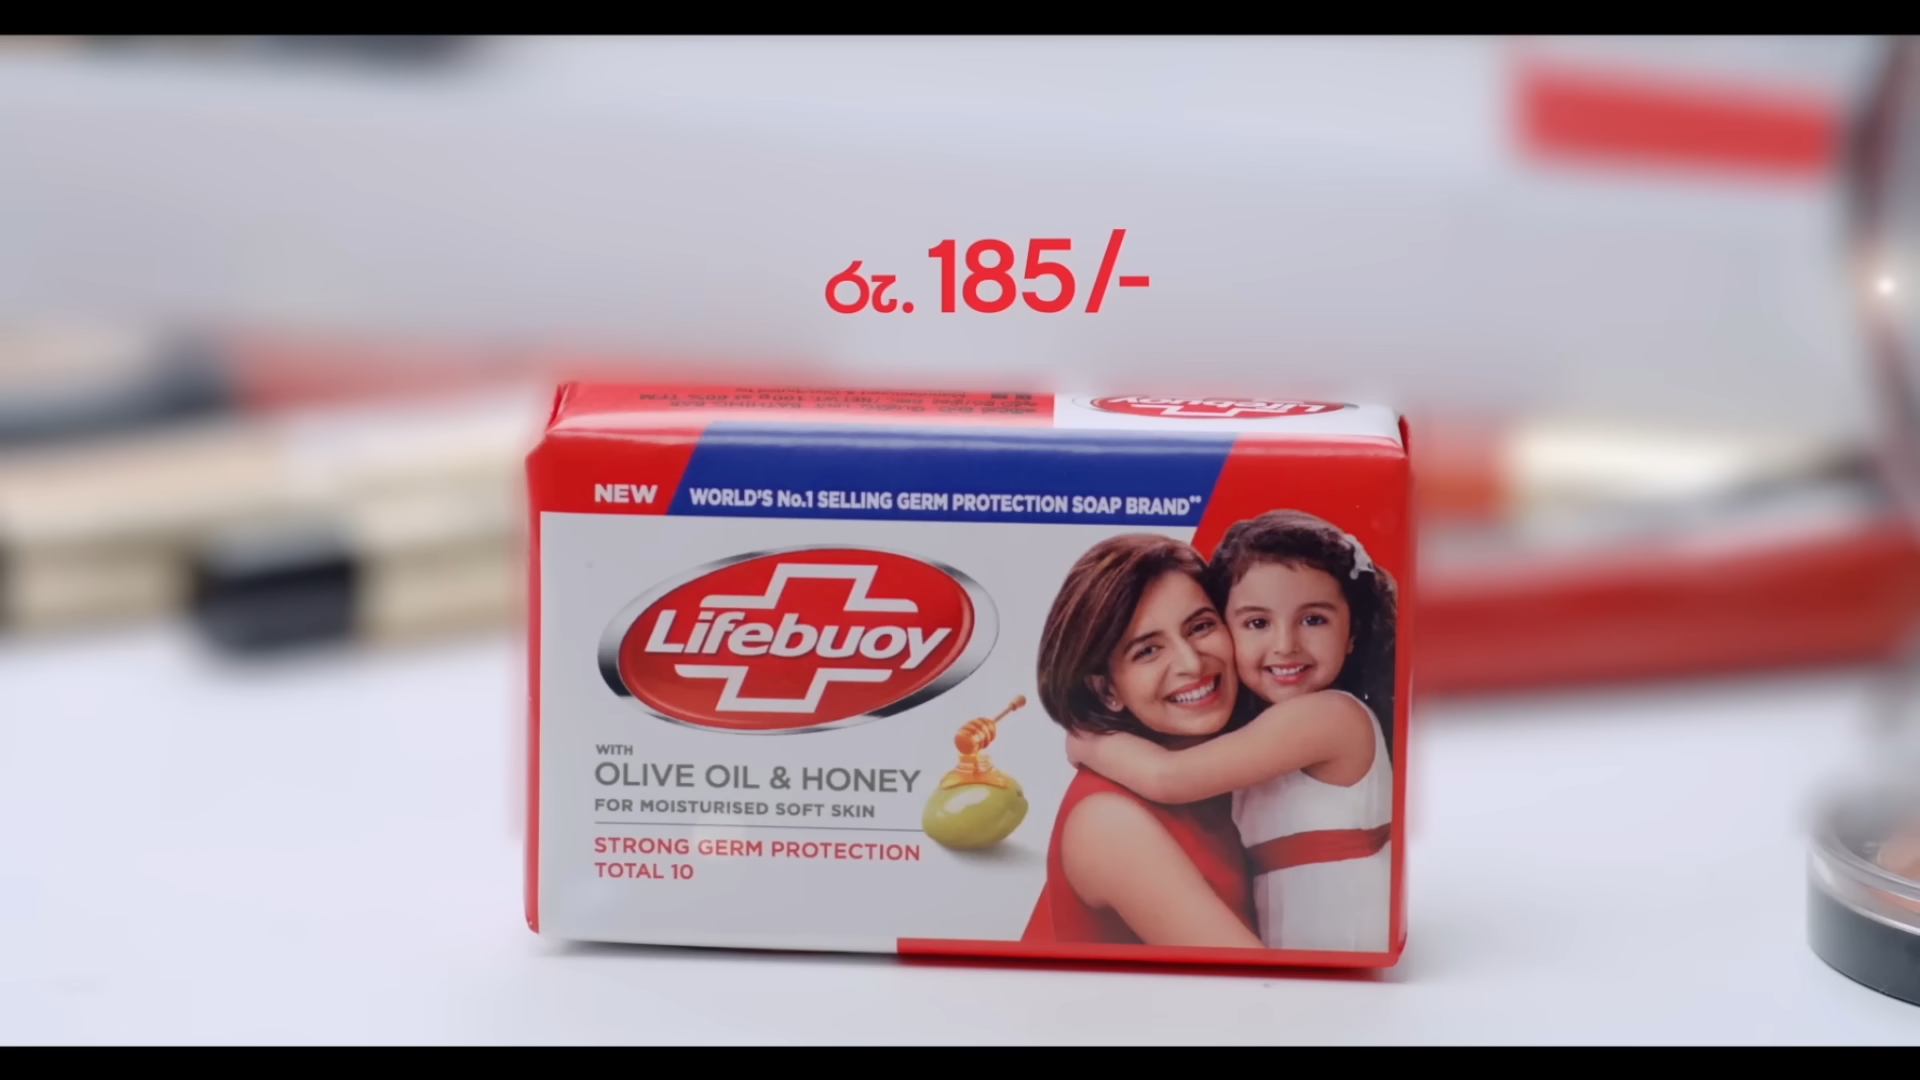 රු. 185/-
Lifebuoy
NEW
WORLD'S No.1 SELLING GERM PROTECTION SOAP BRAND**
Lifebuoy
WITH
OLIVE OIL & HONEY
FOR MOISTURISED SOFT SKIN
STRONG GERM PROTECTION
TOTAL 10